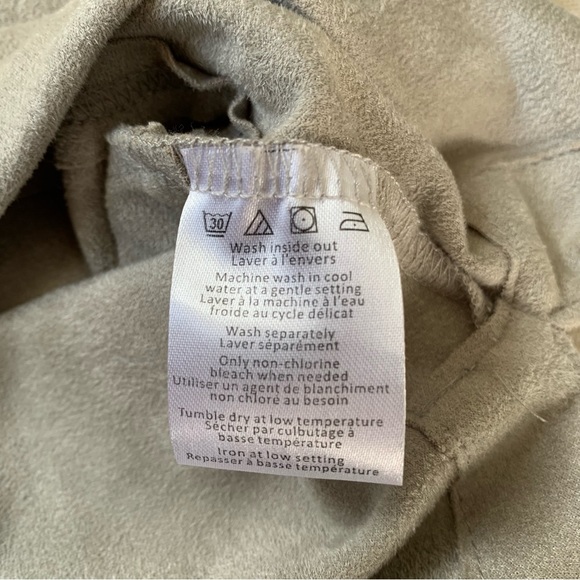 30
Wash inside out
Laver à l'envers
Machine wash in cool
water at a gentle setting
Laver à la machine à l'eau
froide au cycle délicat
Wash separately
Laver séparément
Only non-chlorine
bleach when needed
Utiliser un agent de blanchiment
non chloré au besoin
Tumble dry at low temperature
Sécher par culbutage à
basse température
Iron at low setting
Repasser à basse température